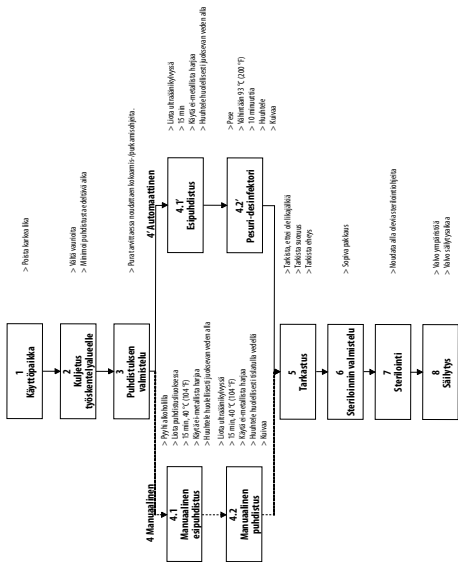 1
Käyttöpaikka
> Poista karkea lika
2
Kuljetus
työskentelyalueelle
> Vältä vaurioita
> Minimoi puhdistusta edeltävä aika
3
Puhdistuksen
valmistelu
> Pura tarvittaessa noudattaen kokoamis-/purkamisohjeita.
4 Manuaalinen
4.1
Manuaalinen
esipuhdistus
> Pyyhi alkoholilla
> Liota puhdistusliuoksessa
> 15 min, 40 °C (104 °F)
> Käytä ei-metallista harjaa
> Huuhtele huolellisesti juoksevan veden alla
4.2
Manuaalinen
puhdistus
> Liota ultraäänikylvyssä
> 15 min, 40 °C (104 °F)
> Käytä ei-metallista harjaa
> Huuhtele huolellisesti tislatulla vedellä
> Kuivaa
4’ Automaattinen
4.1’
Esipuhdistus
> Liota ultraäänikylvyssä
> 15 min
> Käytä ei-metallista harjaa
> Huuhtele huolellisesti juoksevan veden alla
4.2’
Pesuri-desinfektori
> Pese
> Vähintään 93 °C (200 °F)
> 10 minuuttia
> Huuhtele
> Kuivaa
5
Tarkastus
> Tarkista, ettei ole likajälkiä
> Tarkista suoruus
> Tarkista eheys
6
Steriloinnin valmistelu
> Sopiva pakkaus
7
Sterilointi
> Noudata alla olevia sterilointiohjeita
8
Säilytys
> Valvo ympäristöä
> Valvo säilytysaikaa